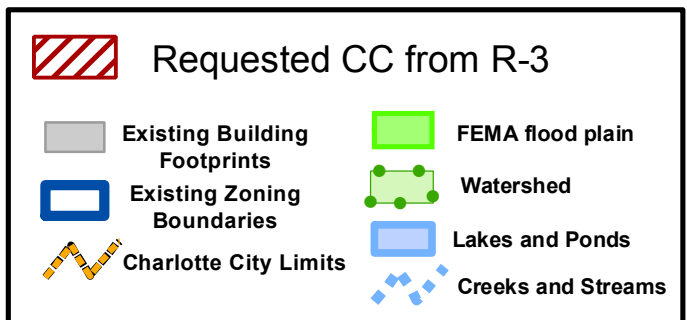 Requested CC from R-3
Existing Building
Footprints
Existing Zoning
Boundaries
Charlotte City Limits
FEMA flood plain
Watershed
Lakes and Ponds
Creeks and Streams